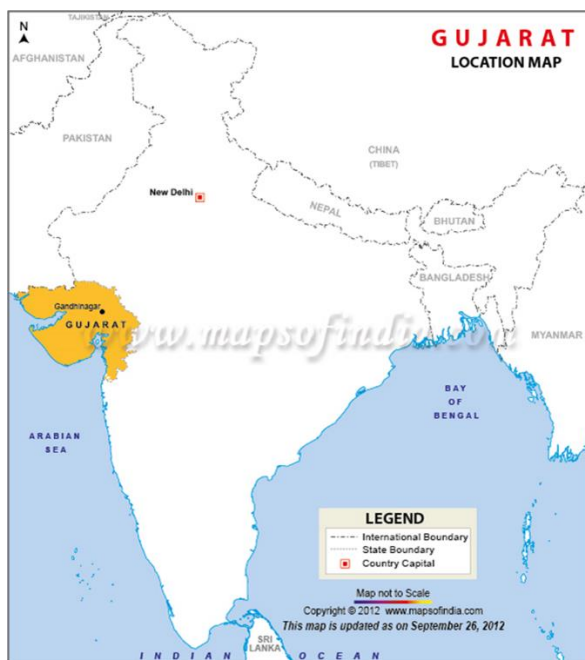 N
TAJIKISTAN
AFGHANISTAN
GUJARAT
LOCATION MAP
PAKISTAN
CHINA
(TIBET)
New Delhi
NEPAL
BHUTAN
BANGLADESH
Gandhinagar
GUJARAT
www.mapsofindia.com
MYANMAR
BAY
OF
BENGAL
ARABIAN
SEA
LEGEND
International Boundary
State Boundary
Country Capital
Map not to Scale
Copyright © 2012 www.mapsofindia.com
This map is updated as on September 26, 2012
SRI
LANKA
INDIAN OCEAN